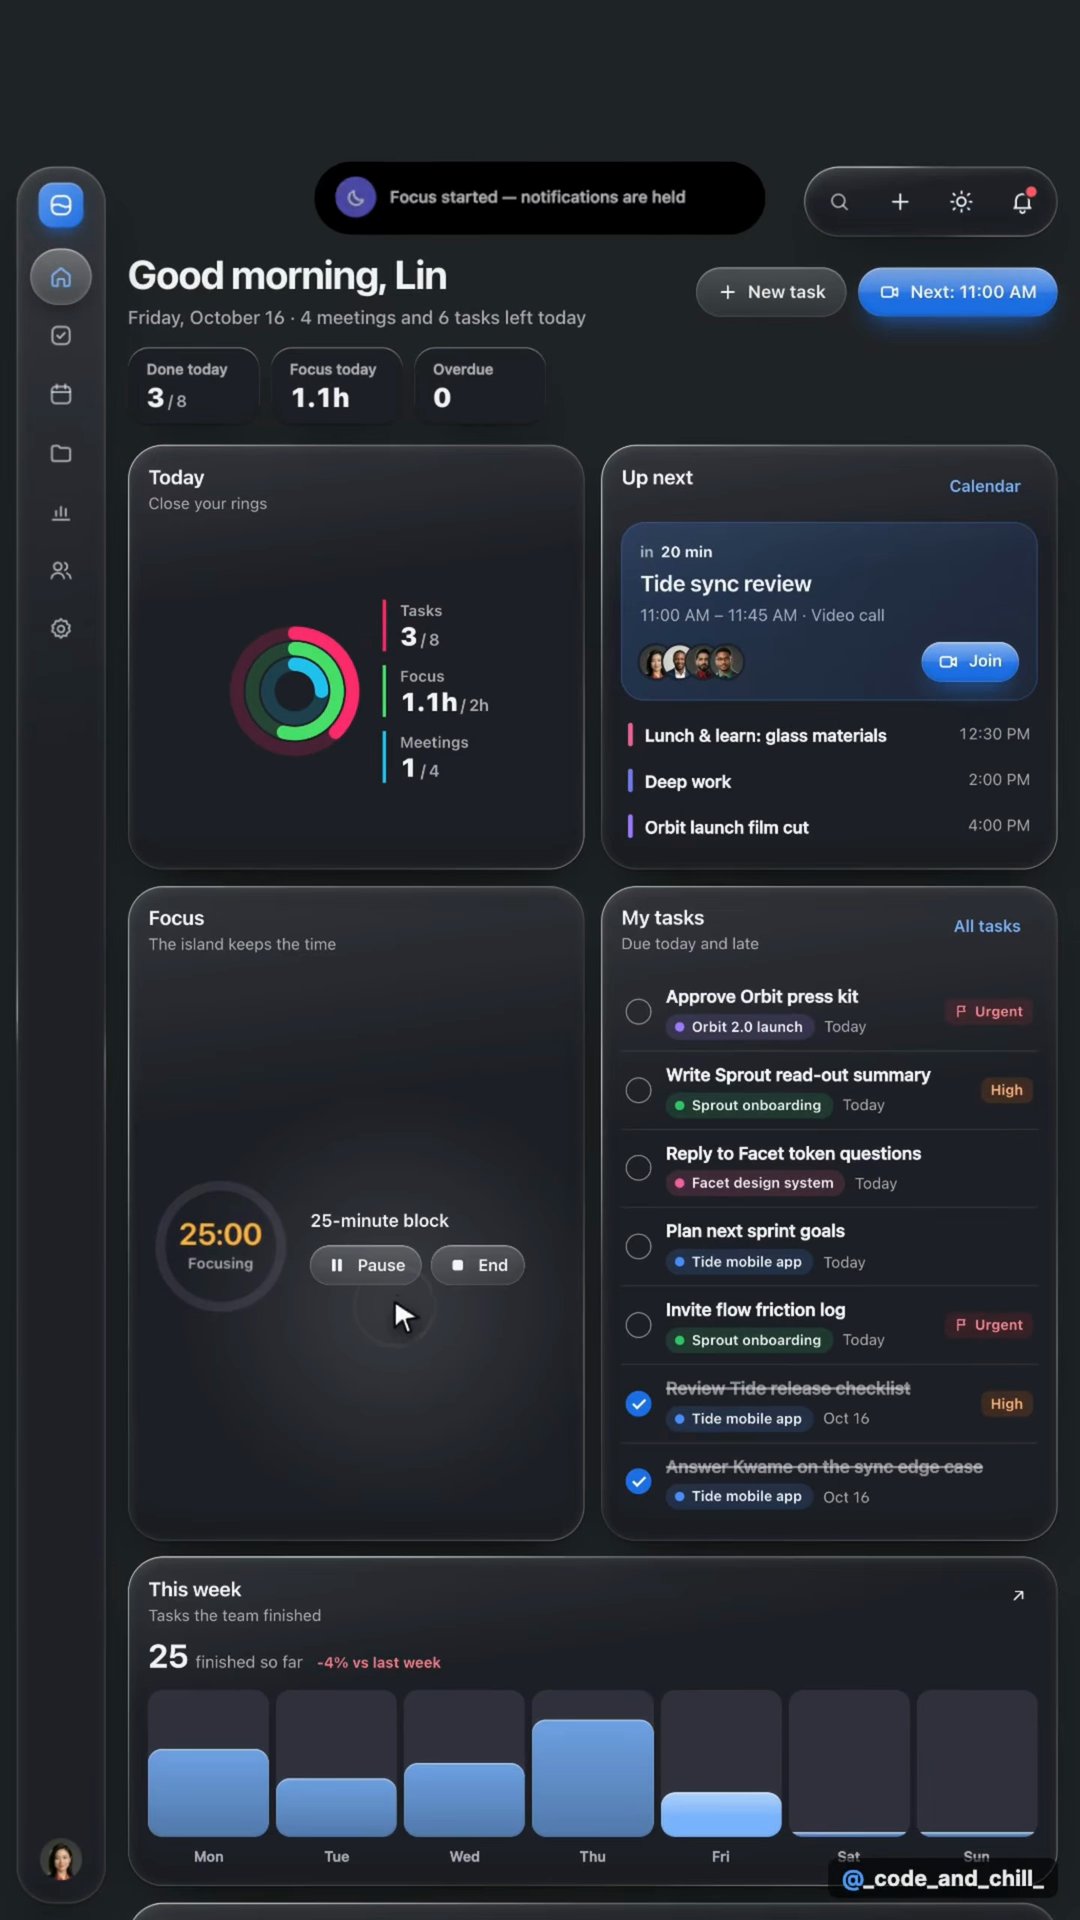 Focus started — notifications are held
Good morning, Lin
Friday, October 16 · 4 meetings and 6 tasks left today
New task
Next: 11:00 AM
Done today
3 / 8
Focus today
1.1h
Overdue
0
Today
Close your rings
Tasks
3 / 8
Focus
1.1h / 2h
Meetings
1 / 4
Up next
Calendar
in 20 min
Tide sync review
11:00 AM – 11:45 AM · Video call
Join
Lunch & learn: glass materials 12:30 PM
Deep work 2:00 PM
Orbit launch film cut 4:00 PM
Focus
The island keeps the time
25:00
Focusing
25-minute block
Pause
End
My tasks
Due today and late
All tasks
Approve Orbit press kit
Orbit 2.0 launch Today
Urgent
Write Sprout read-out summary
Sprout onboarding Today
High
Reply to Facet token questions
Facet design system Today
Plan next sprint goals
Tide mobile app Today
Invite flow friction log
Sprout onboarding Today
Urgent
Review Tide release checklist
Tide mobile app Oct 16
High
Answer Kwame on the sync edge case
Tide mobile app Oct 16
This week
Tasks the team finished
25 finished so far -4% vs last week
Mon Tue Wed Thu Fri Sat Sun
@_code_and_chill_